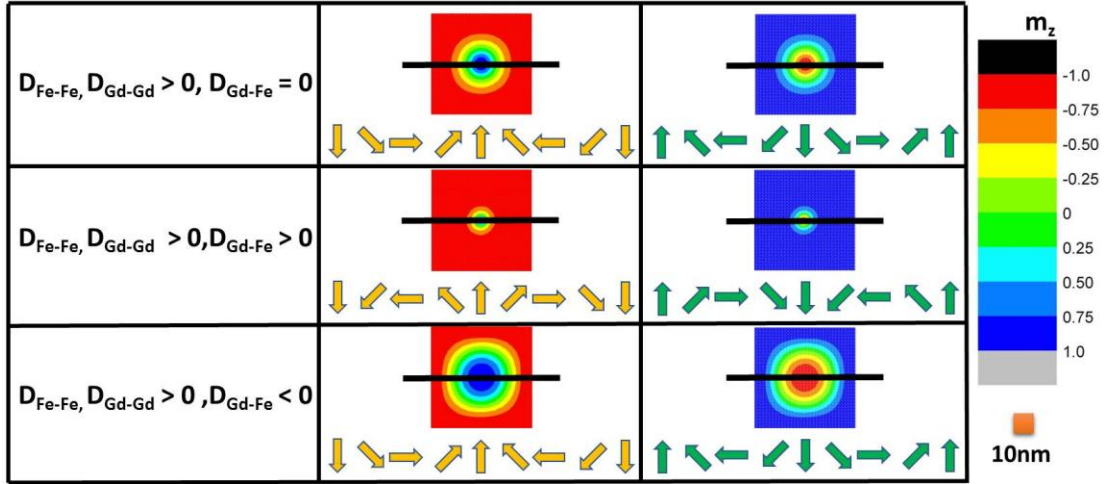 D_Fe-Fe, D_Gd-Gd > 0, D_Gd-Fe = 0
D_Fe-Fe, D_Gd-Gd > 0,D_Gd-Fe > 0
D_Fe-Fe, D_Gd-Gd > 0 ,D_Gd-Fe < 0
m_z
-1.0
-0.75
-0.50
-0.25
0
0.25
0.50
0.75
1.0
10nm